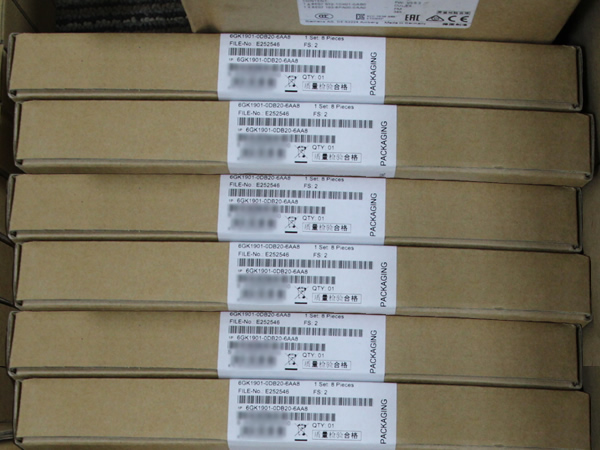 6GK1901-0DB20-6AA8 1 Set: 8 Pieces
FILE-No.: E252546 FS: 2
1P: 6GK1901-0DB20-6AA8
QTY: 01
质量检验合格
PACKAGING
6GK1901-0DB20-6AA8 1 Set: 8 Pieces
FILE-No.: E252546 FS: 2
1P: 6GK1901-0DB20-6AA8
QTY: 01
质量检验合格
PACKAGING
6GK1901-0DB20-6AA8 1 Set: 8 Pieces
FILE-No.: E252546 FS: 2
1P: 6GK1901-0DB20-6AA8
QTY: 01
质量检验合格
PACKAGING
6GK1901-0DB20-6AA8 1 Set: 8 Pieces
FILE-No.: E252546 FS: 2
1P: 6GK1901-0DB20-6AA8
QTY: 01
质量检验合格
PACKAGING
6GK1901-0DB20-6AA8 1 Set: 8 Pieces
FILE-No.: E252546 FS: 2
1P: 6GK1901-0DB20-6AA8
QTY: 01
质量检验合格
PACKAGING
6GK1901-0DB20-6AA8 1 Set: 8 Pieces
FILE-No.: E252546 FS: 2
1P: 6GK1901-0DB20-6AA8
QTY: 01
质量检验合格
PACKAGING